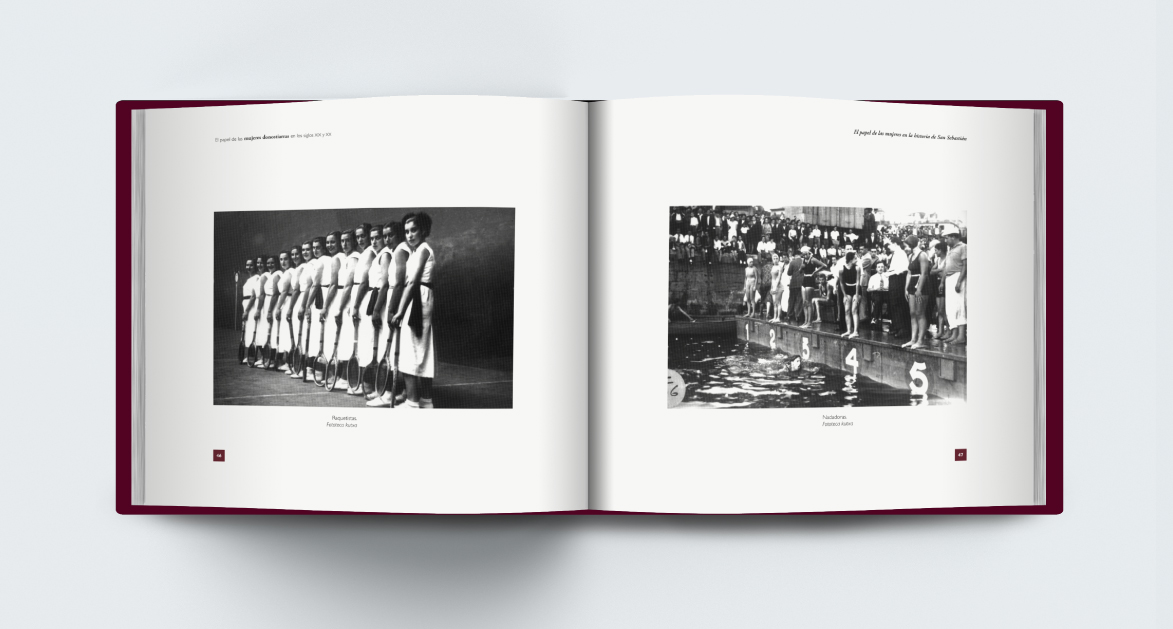 El papel de las mujeres donostiarras en los siglos XIX y XX
Raquetistas.
Fototeca Kutxa
46
El papel de las mujeres en la historia de San Sebastián
1
2
3
4
5
Nadadoras.
Fototeca Kutxa
47